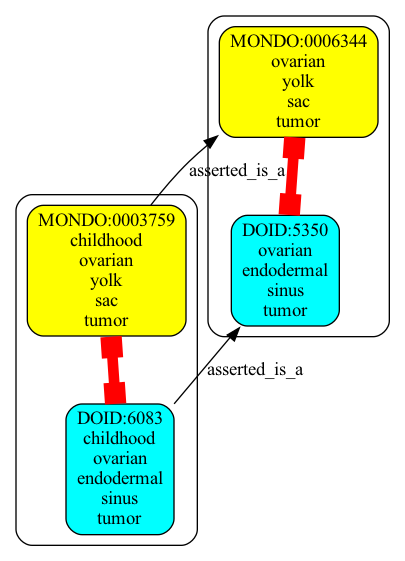 MONDO:0006344
ovarian
yolk
sac
tumor
asserted_is_a
MONDO:0003759
childhood
ovarian
yolk
sac
tumor
DOID:5350
ovarian
endodermal
sinus
tumor
asserted_is_a
DOID:6083
childhood
ovarian
endodermal
sinus
tumor